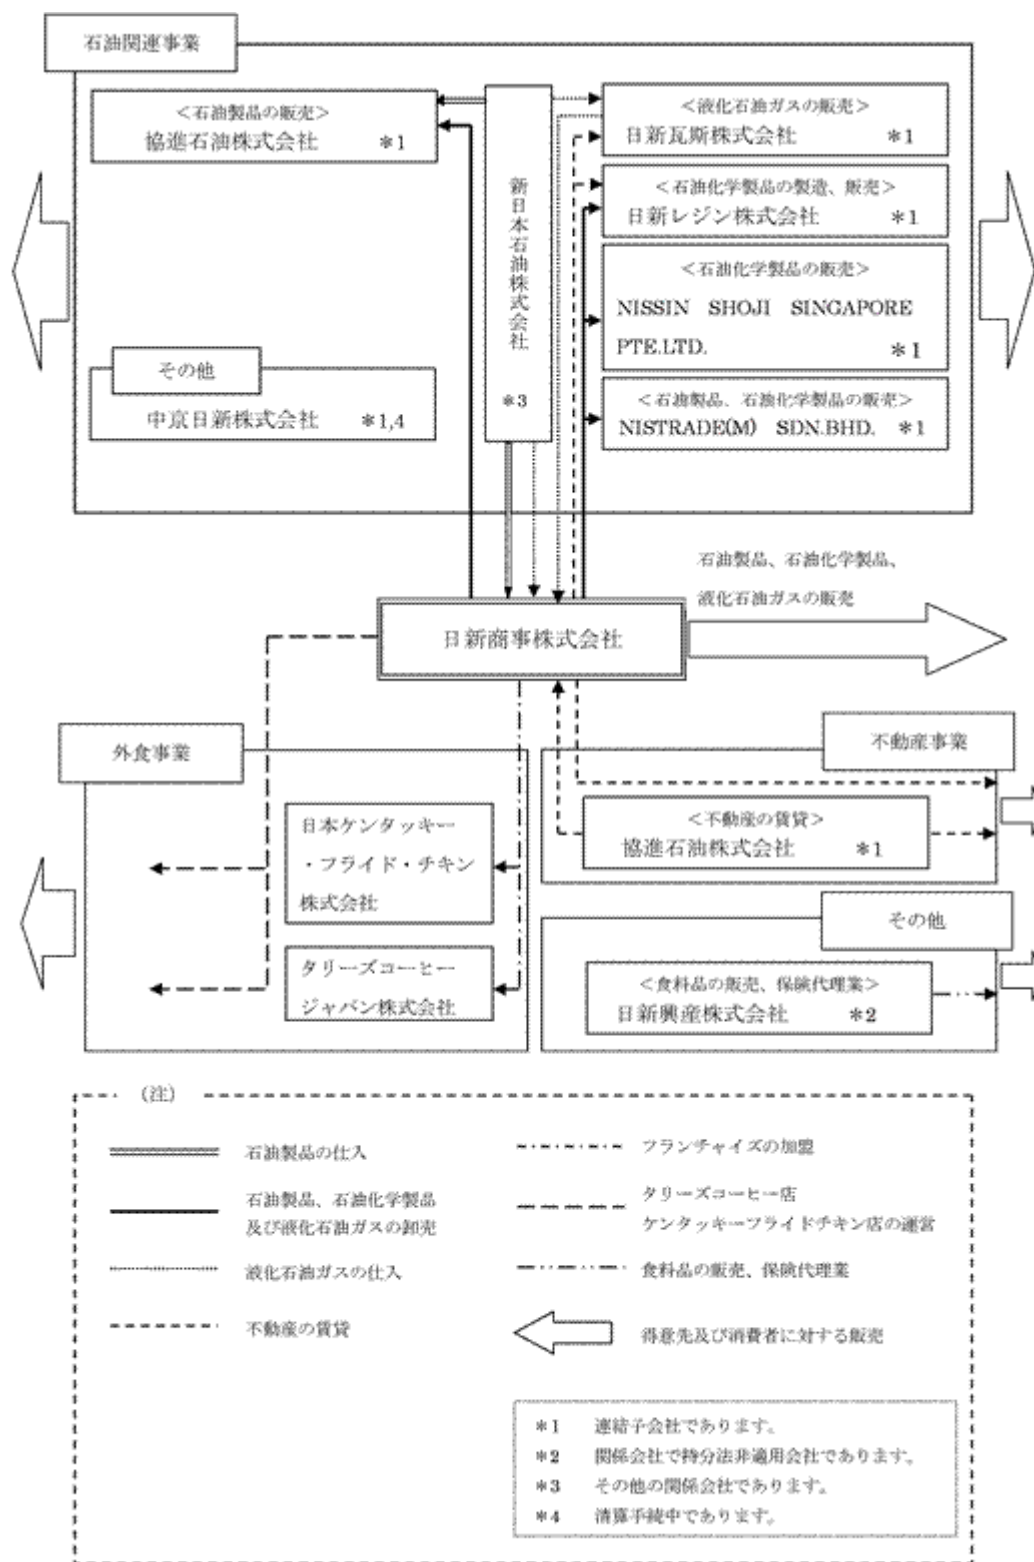 石油関連事業
＜石油製品の販売＞
協進石油株式会社 ＊1
新日本石油株式会社
＊3
＜液化石油ガスの販売＞
日新瓦斯株式会社 ＊1
＜石油化学製品の製造、販売＞
日新レジン株式会社 ＊1
＜石油化学製品の販売＞
NISSIN SHOJI SINGAPORE
PTE.LTD. ＊1
その他
中京日新株式会社 ＊1,4
＜石油製品、石油化学製品の販売＞
NISTRADE(M) SDN.BHD. ＊1
石油製品、石油化学製品、
液化石油ガスの販売
日新商事株式会社
外食事業
日本ケンタッキー
・フライド・チキン
株式会社
タリーズコーヒー
ジャパン株式会社
不動産事業
＜不動産の賃貸＞
協進石油株式会社 ＊1
その他
＜食料品の販売、保険代理業＞
日新興産株式会社 ＊2
（注）
石油製品の仕入
石油製品、石油化学製品
及び液化石油ガスの卸売
液化石油ガスの仕入
不動産の賃貸
フランチャイズの加盟
タリーズコーヒー店
ケンタッキーフライドチキン店の運営
食料品の販売、保険代理業
得意先及び消費者に対する販売
＊1 連結子会社であります。
＊2 関係会社で持分法非適用会社であります。
＊3 その他の関係会社であります。
＊4 清算手続中であります。